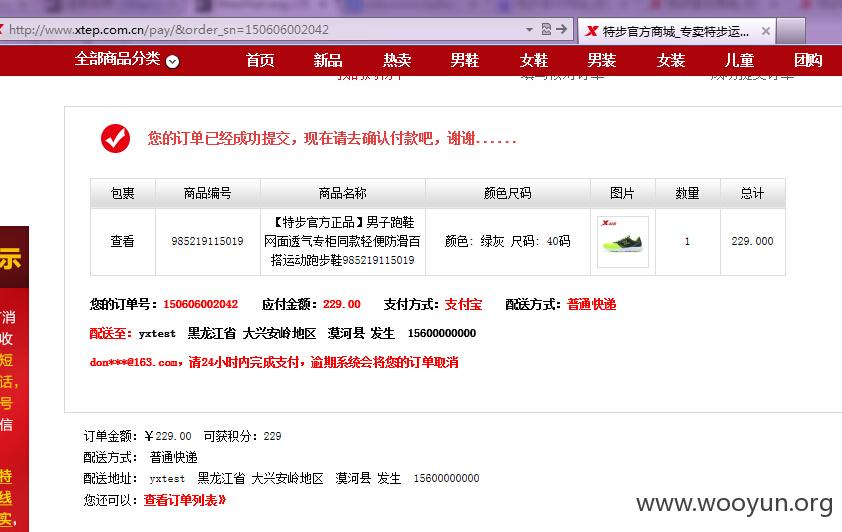 http://www.xtep.com.cn/pay/&order_sn=150606002042
特步官方商城_专卖特步运...
全部商品分类 首页 新品 热卖 男鞋 女鞋 男装 女装 儿童 团购
您的订单已经成功提交，现在请去确认付款吧，谢谢......
包裹 商品编号 商品名称 颜色尺码 图片 数量 总计
【特步官方正品】男子跑鞋
查看 985219115019 网面透气专柜同款轻便防滑百 颜色: 绿灰 尺码: 40码 1 229.000
搭运动跑步鞋985219115019
您的订单号：150606002042 应付金额：229.00 支付方式：支付宝 配送方式：普通快递
配送至：yxtest 黑龙江省 大兴安岭地区 漠河县 发生 15600000000
don***@163.com，请24小时内完成支付，逾期系统会将您的订单取消
订单金额：￥229.00 可获积分：229
配送方式： 普通快递
配送地址： yxtest 黑龙江省 大兴安岭地区 漠河县 发生 15600000000
您还可以：查看订单列表》
示
消
收
短
话，
号
信
特
线
实，
www.wooyun.org